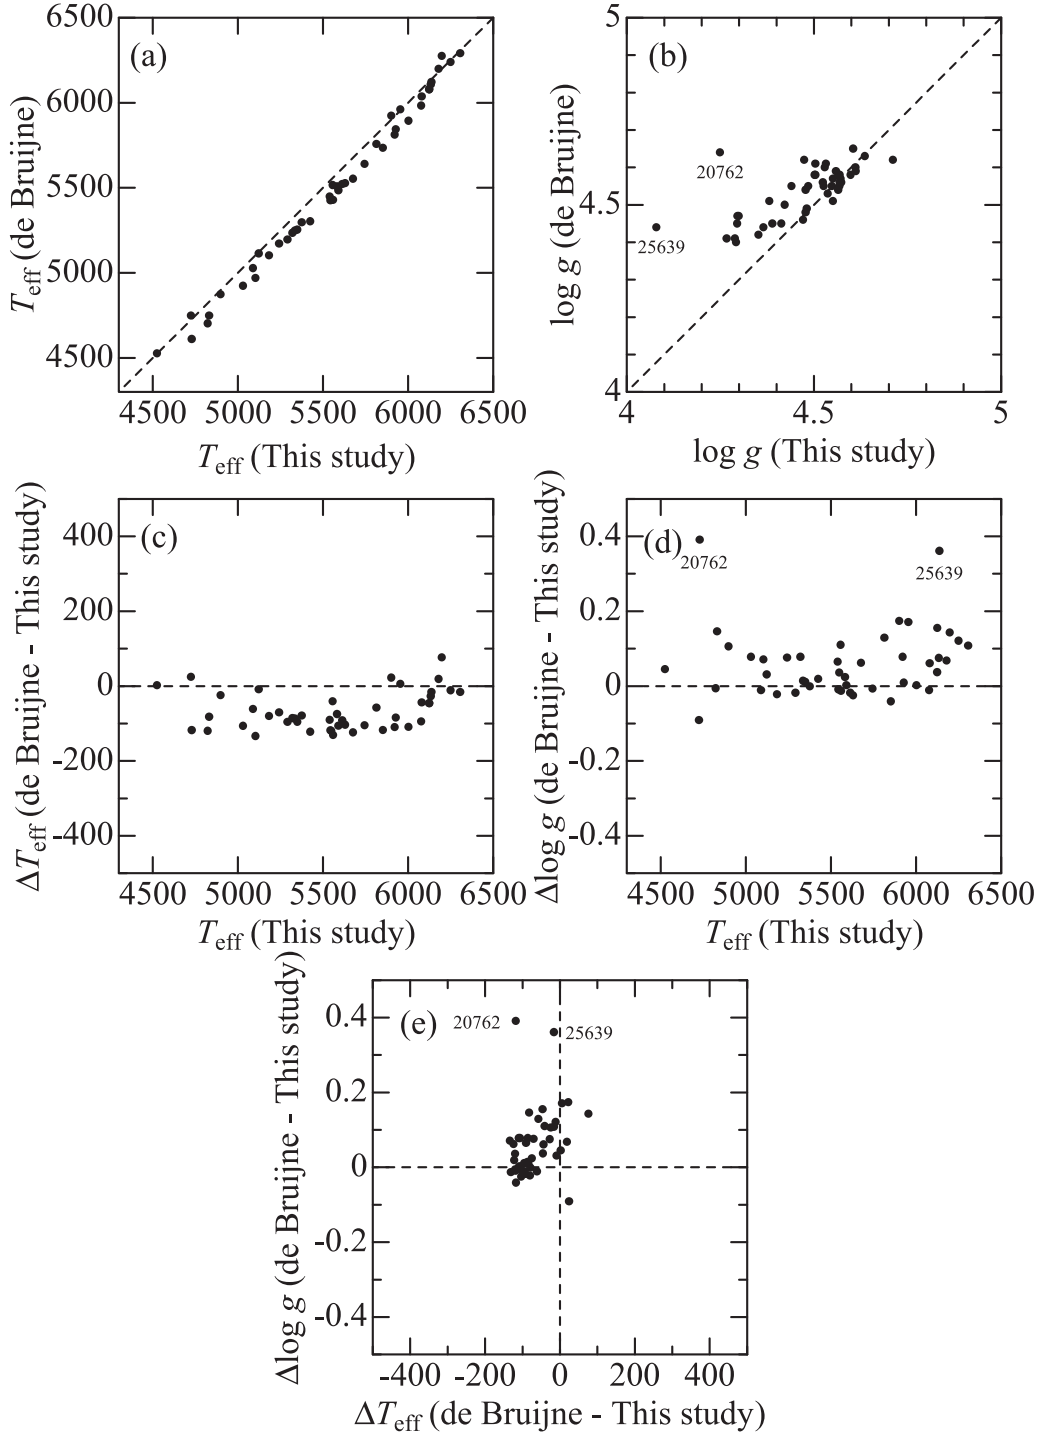 (a)
6500
6000
5500
5000
4500
4500 5000 5500 6000 6500
Teff (de Bruijne)
Teff (This study)
(b)
5
4.5
4
4 4.5 5
20762
25639
log g (de Bruijne)
log g (This study)
(c)
400
200
0
-200
-400
4500 5000 5500 6000 6500
ΔTeff (de Bruijne - This study)
Teff (This study)
(d)
0.4
0.2
0
-0.2
-0.4
4500 5000 5500 6000 6500
20762
25639
Δlog g (de Bruijne - This study)
Teff (This study)
(e)
0.4
0.2
0
-0.2
-0.4
-400 -200 0 200 400
20762
25639
Δlog g (de Bruijne - This study)
ΔTeff (de Bruijne - This study)